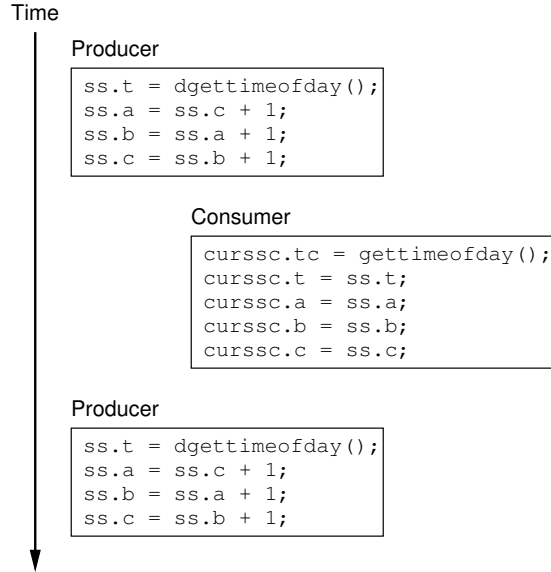 Time
Producer
ss.t = dgettimeofday();
ss.a = ss.c + 1;
ss.b = ss.a + 1;
ss.c = ss.b + 1;
Consumer
curssc.tc = gettimeofday();
curssc.t = ss.t;
curssc.a = ss.a;
curssc.b = ss.b;
curssc.c = ss.c;
Producer
ss.t = dgettimeofday();
ss.a = ss.c + 1;
ss.b = ss.a + 1;
ss.c = ss.b + 1;